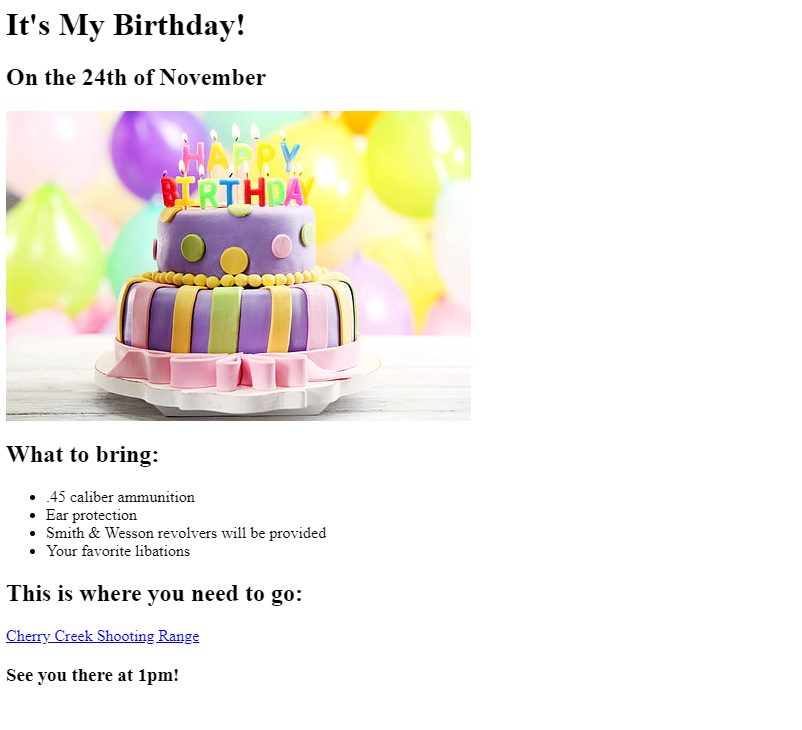 It's My Birthday!
On the 24th of November
HAPPY
BIRTHDAY
What to bring:
.45 caliber ammunition
Ear protection
Smith & Wesson revolvers will be provided
Your favorite libations
This is where you need to go:
Cherry Creek Shooting Range
See you there at 1pm!